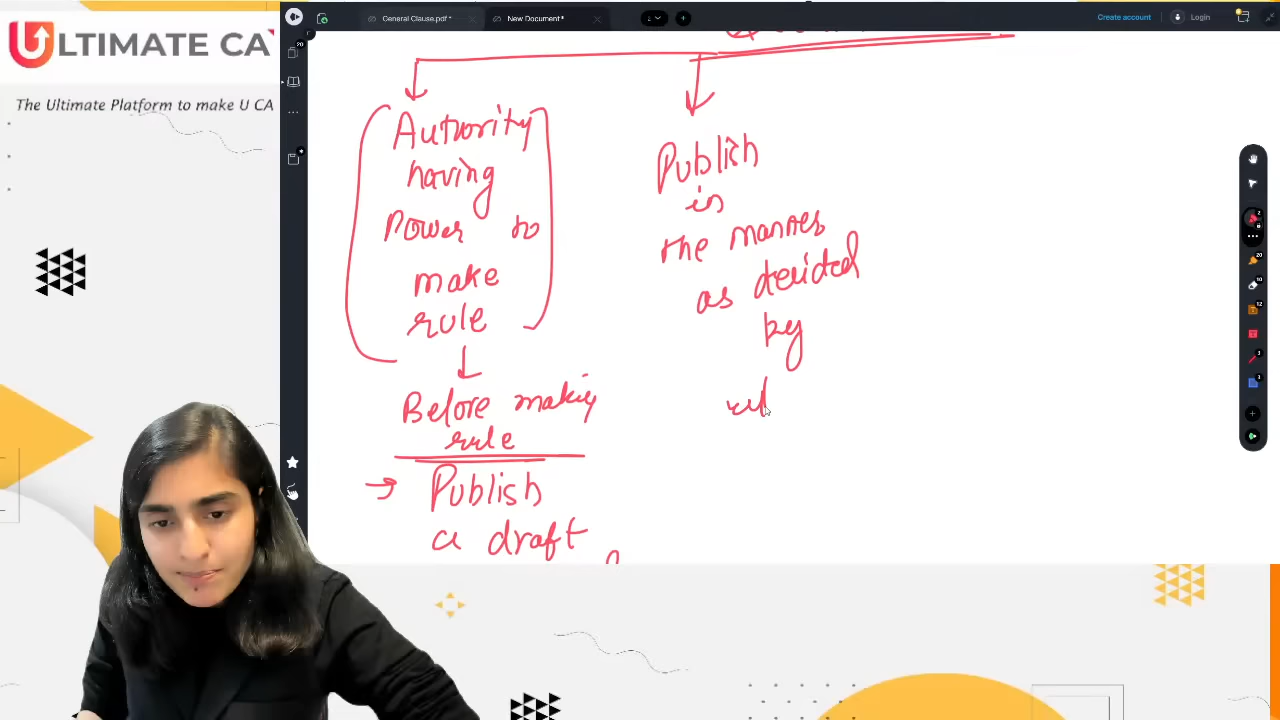 ULTIMATE CA
The Ultimate Platform to make U CA
General Clause.pdf *
New Document*
2
Create account
Login
Authority
having
Power to
make
rule
Before making
rule
→ Publish
a draft
Publish
in
the manner
as decided
by